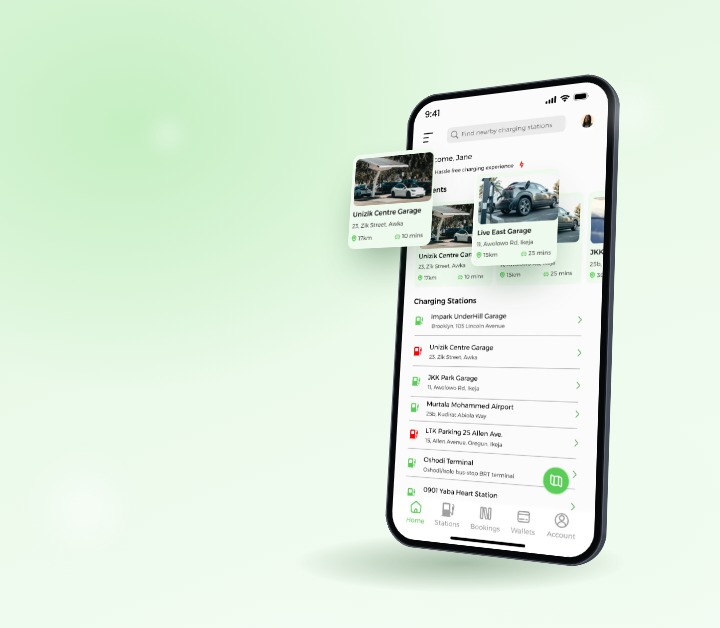 9:41
Find nearby charging stations
come, Jane
Hassle free charging experience
ents
Unizik Centre Garage
23, Zik Street, Awka
17km
10 mins
Live East Garage
11, Awolowo Rd, Ikeja
15km
25 mins
Unizik Centre Gar
23, Zik Street, Awka
17km
10 mins
15km
25 mins
JKK
25b,
Charging Stations
Impark UnderHill Garage
Brooklyn, 105 Lincoln Avenue
Unizik Centre Garage
23, Zik Street, Awka
JKK Park Garage
11, Awolowo Rd, Ikeja
Murtala Mohammed Airport
25b, Kudirat Abiola Way
LTK Parking 25 Allen Ave.
15, Allen Avenue, Oregun, Ikeja
Oshodi Terminal
Oshodi/Isolo bus-stop BRT terminal
0901 Yaba Heart Station
Home
Stations
Bookings
Wallets
Account